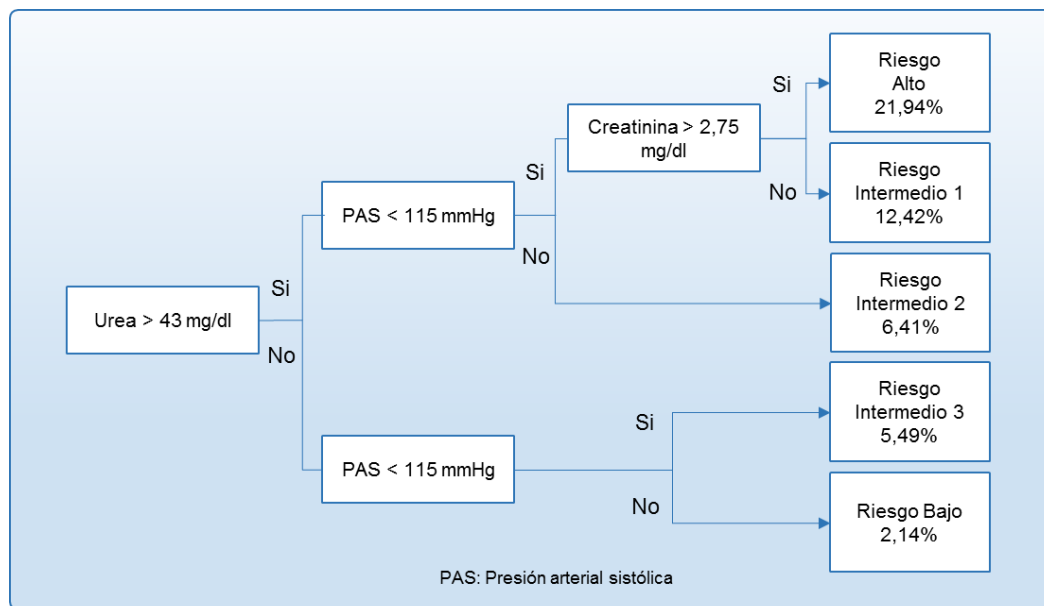 Urea > 43 mg/dl
Si
No
PAS < 115 mmHg
Si
No
Creatinina > 2,75
mg/dl
Si
No
Riesgo
Alto
21,94%
Riesgo
Intermedio 1
12,42%
Riesgo
Intermedio 2
6,41%
PAS < 115 mmHg
Si
No
Riesgo
Intermedio 3
5,49%
Riesgo Bajo
2,14%
PAS: Presión arterial sistólica